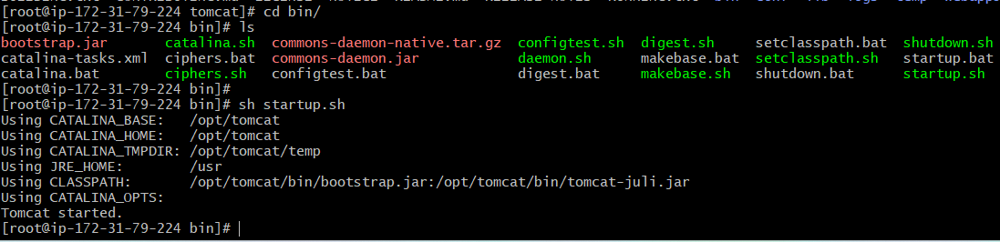 [root@ip-172-31-79-224 tomcat]# cd bin/
[root@ip-172-31-79-224 bin]# ls
bootstrap.jar catalina.sh commons-daemon-native.tar.gz configtest.sh digest.sh setclasspath.bat shutdown.sh
catalina-tasks.xml ciphers.bat commons-daemon.jar daemon.sh makebase.bat setclasspath.sh startup.bat
catalina.bat ciphers.sh configtest.bat digest.bat makebase.sh shutdown.bat startup.sh
[root@ip-172-31-79-224 bin]#
[root@ip-172-31-79-224 bin]# sh startup.sh
Using CATALINA_BASE: /opt/tomcat
Using CATALINA_HOME: /opt/tomcat
Using CATALINA_TMPDIR: /opt/tomcat/temp
Using JRE_HOME: /usr
Using CLASSPATH: /opt/tomcat/bin/bootstrap.jar:/opt/tomcat/bin/tomcat-juli.jar
Using CATALINA_OPTS:
Tomcat started.
[root@ip-172-31-79-224 bin]#